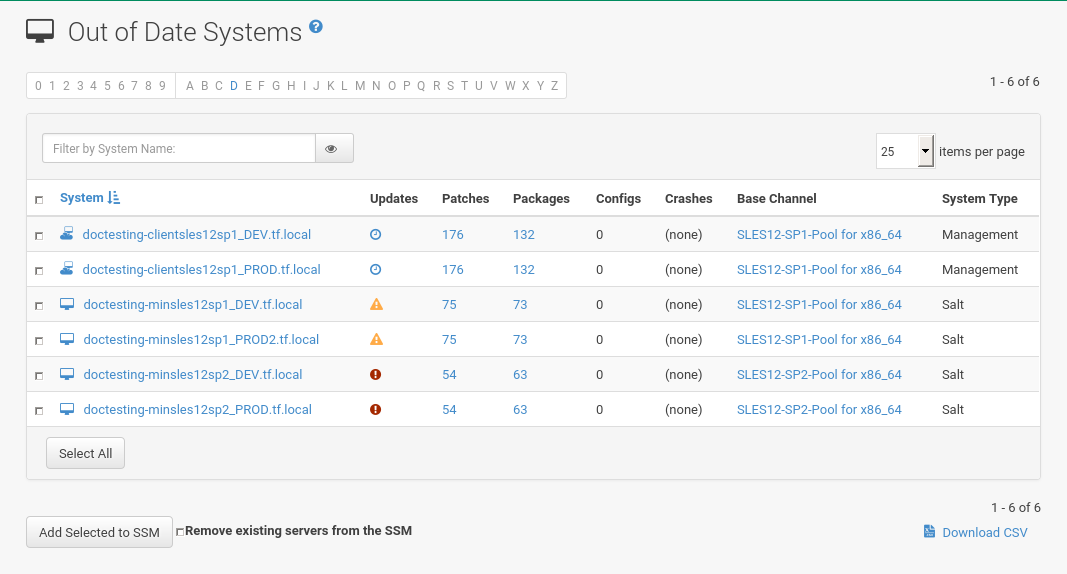 Out of Date Systems ?
0 1 2 3 4 5 6 7 8 9 A B C D E F G H I J K L M N O P Q R S T U V W X Y Z
1 - 6 of 6
Filter by System Name:
25 items per page
System Updates Patches Packages Configs Crashes Base Channel System Type
doctesting-clientsles12sp1_DEV.tf.local 176 132 0 (none) SLES12-SP1-Pool for x86_64 Management
doctesting-clientsles12sp1_PROD.tf.local 176 132 0 (none) SLES12-SP1-Pool for x86_64 Management
doctesting-minsles12sp1_DEV.tf.local 75 73 0 (none) SLES12-SP1-Pool for x86_64 Salt
doctesting-minsles12sp1_PROD2.tf.local 75 73 0 (none) SLES12-SP1-Pool for x86_64 Salt
doctesting-minsles12sp2_DEV.tf.local 54 63 0 (none) SLES12-SP2-Pool for x86_64 Salt
doctesting-minsles12sp2_PROD.tf.local 54 63 0 (none) SLES12-SP2-Pool for x86_64 Salt
Select All
1 - 6 of 6
Add Selected to SSM Remove existing servers from the SSM
Download CSV